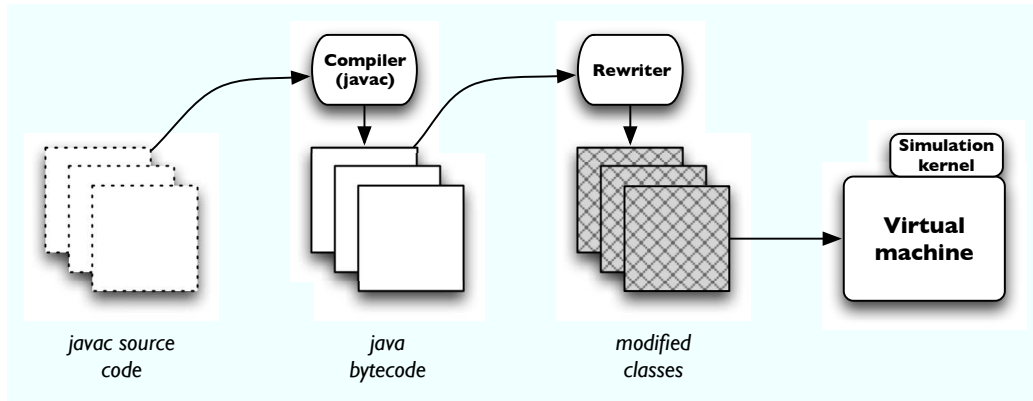 Compiler
(javac)
Rewriter
Simulation
kernel
Virtual
machine
javac source
code
java
bytecode
modified
classes